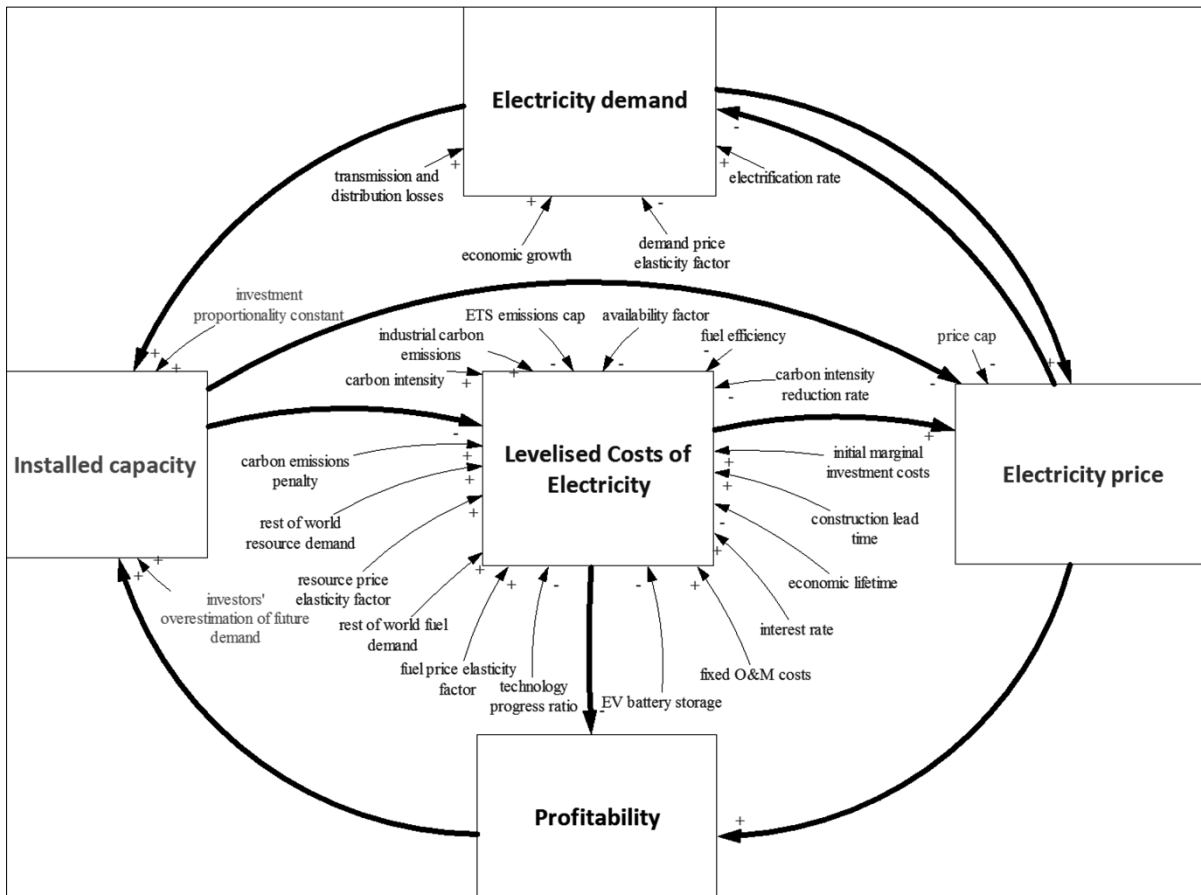 Electricity demand
-
+
+
transmission and
distribution losses
electrification rate
+
-
economic growth
demand price
elasticity factor
investment
proportionality constant
ETS emissions cap
availability factor
industrial carbon
emissions
fuel efficiency
price cap
carbon intensity
carbon intensity
reduction rate
+
+
+
+
-
-
-
-
-
-
+
Installed capacity
Levelised Costs of
Electricity
Electricity price
-
+
carbon emissions
penalty
+
initial marginal
investment costs
+
rest of world
resource demand
+
+
construction lead
time
resource price
elasticity factor
+
-
economic lifetime
+
+
investors'
overestimation of future
demand
rest of world fuel
demand
+
+
interest rate
fuel price elasticity
factor
+
-
-
+
technology
progress ratio
EV battery storage
fixed O&M costs
-
Profitability
+